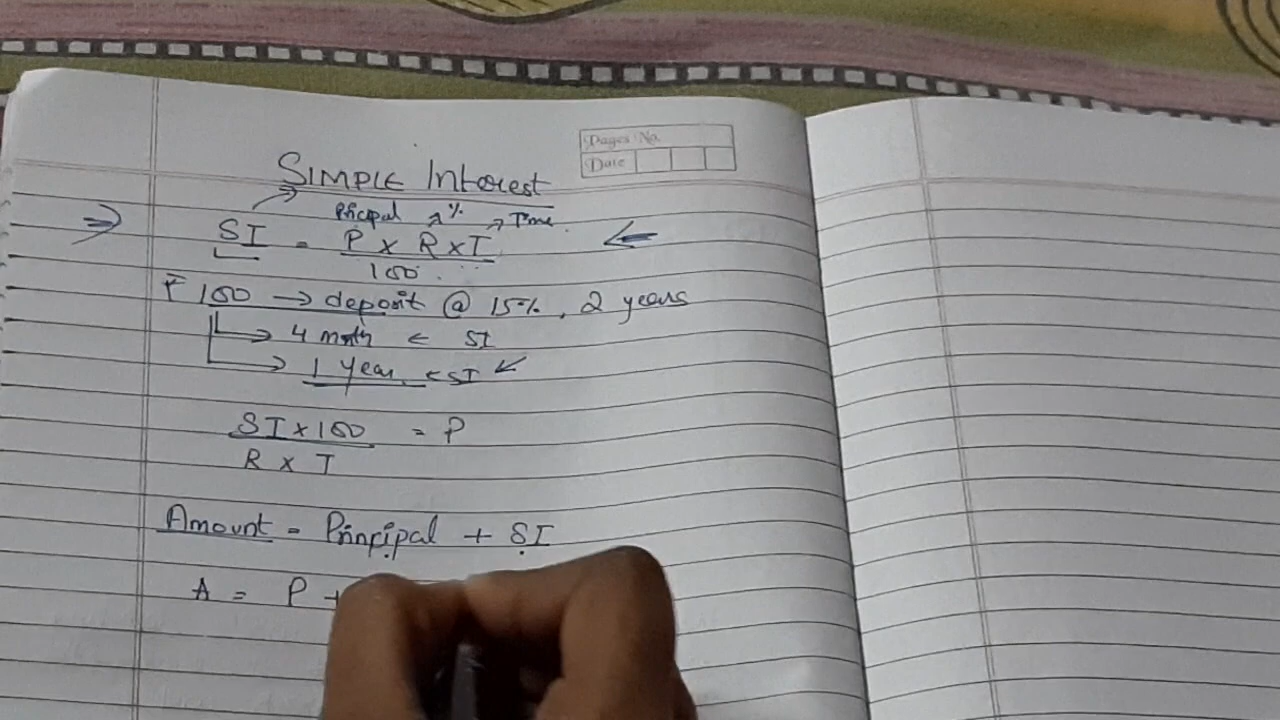 Pages No.
Date
SIMPLE Interest
Pricipal % Time
SI = P x R x T
100
₹ 100 → deposit @ 15%, 2 years
→ 4 moth < SI
→ 1 year < SI
SI x 100 = P
R x T
Amount = Principal + SI
A = P +